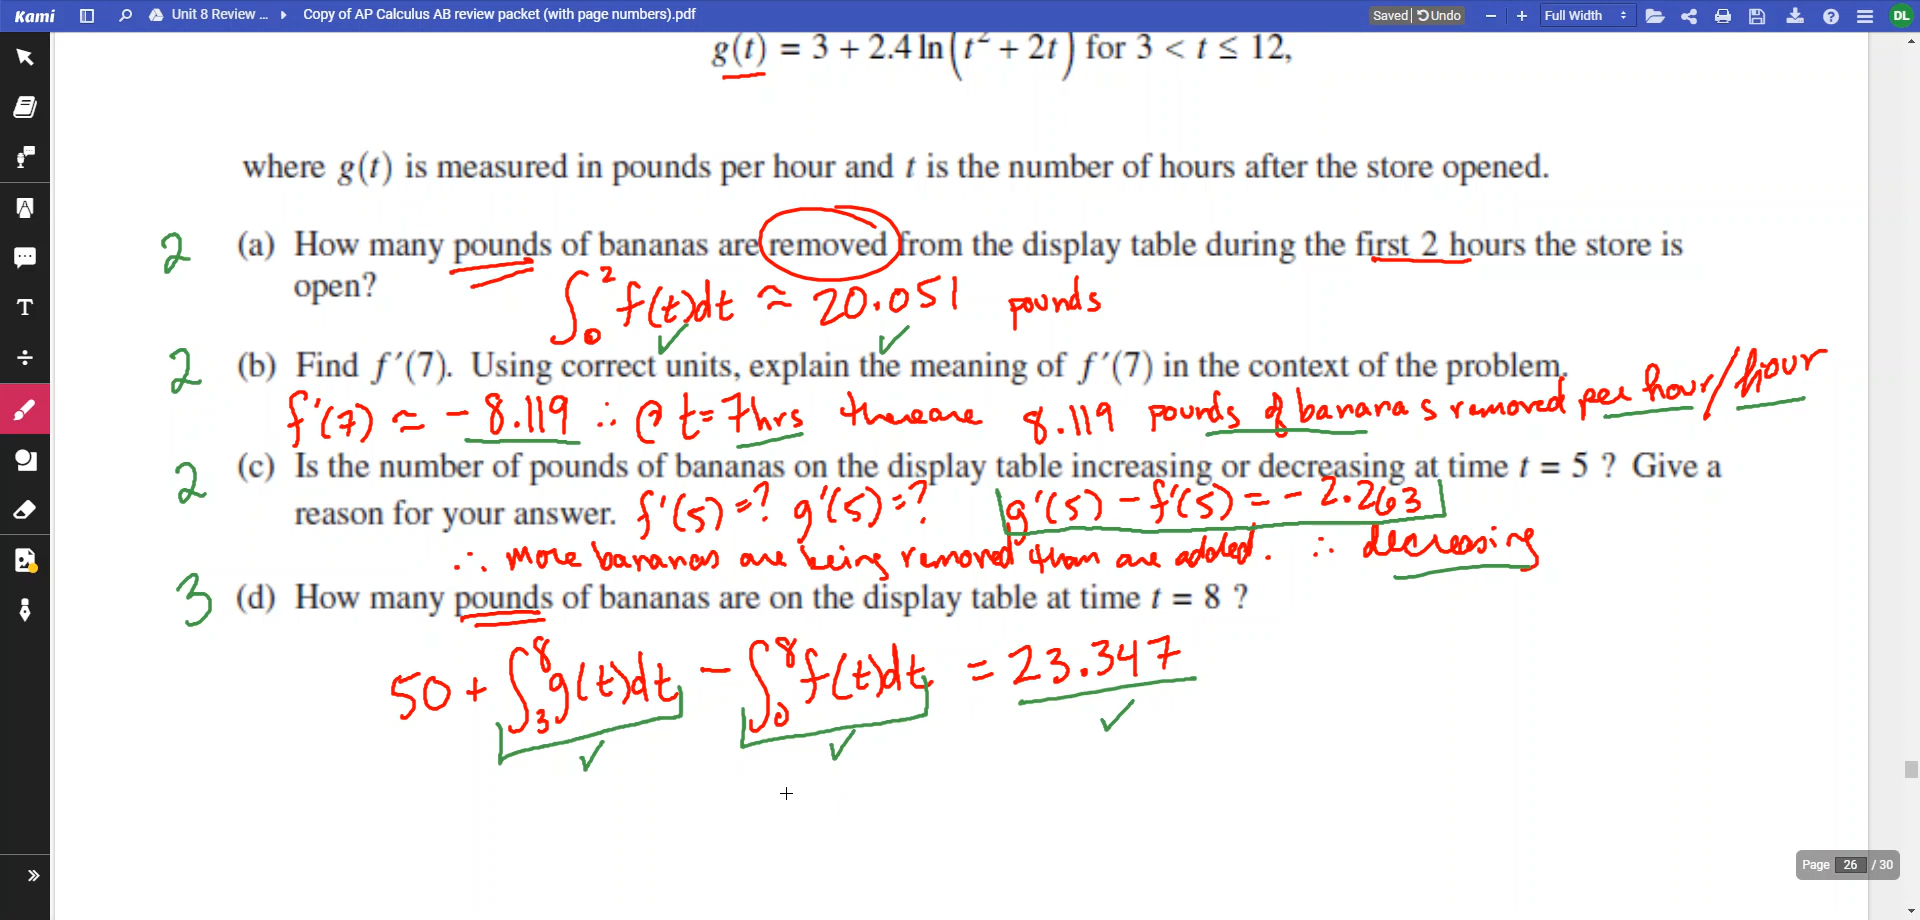 Kami Unit 8 Review ... Copy of AP Calculus AB review packet (with page numbers).pdf Saved Undo Full Width DL
g(t) = 3 + 2.4 ln(t² + 2t) for 3 < t ≤ 12,
where g(t) is measured in pounds per hour and t is the number of hours after the store opened.
2 (a) How many pounds of bananas are removed from the display table during the first 2 hours the store is
open?
∫₀² f(t)dt ≈ 20.051 pounds
2 (b) Find f′(7). Using correct units, explain the meaning of f′(7) in the context of the problem.
f'(7) ≈ -8.119 ∴ @ t=7hrs there are 8.119 pounds of bananas removed per hour/hour
2 (c) Is the number of pounds of bananas on the display table increasing or decreasing at time t = 5 ? Give a
reason for your answer. f'(5)=? g'(5)=? g'(5) - f'(5) = -2.263
∴ more bananas are being removed than are added. ∴ decreasing
3 (d) How many pounds of bananas are on the display table at time t = 8 ?
50 + ∫₃⁸ g(t)dt - ∫₀⁸ f(t)dt = 23.347
Page 26 / 30